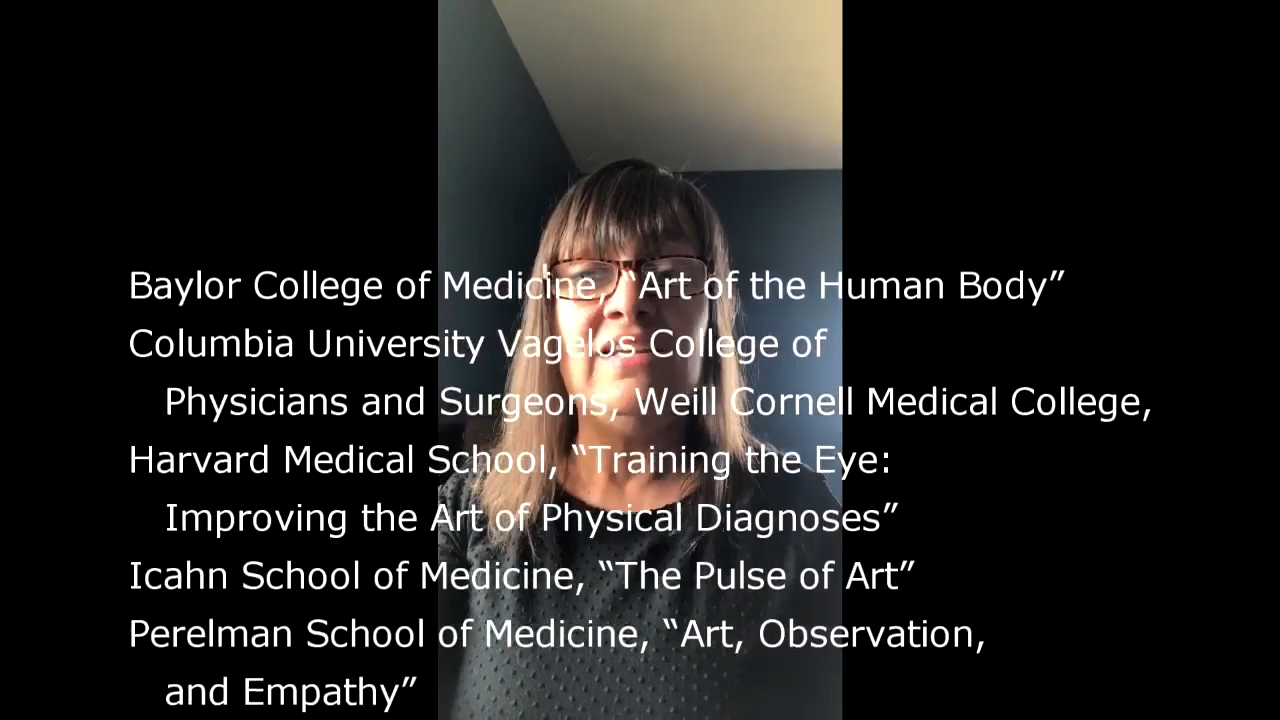 Baylor College of Medicine, “Art of the Human Body”
Columbia University Vagelos College of
Physicians and Surgeons, Weill Cornell Medical College,
Harvard Medical School, “Training the Eye:
Improving the Art of Physical Diagnoses”
Icahn School of Medicine, “The Pulse of Art”
Perelman School of Medicine, “Art, Observation,
and Empathy”